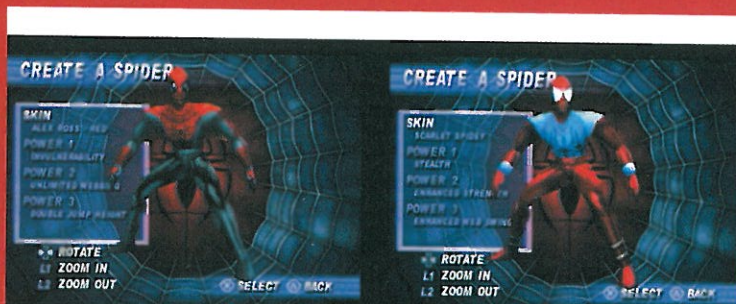 CREATE A SPIDER
SKIN
ALEX ROSS: RED
POWER 1
INVULNERABILITY
POWER 2
UNLIMITED WEBBING
POWER 3
DOUBLE JUMP HEIGHT
ROTATE
L1 ZOOM IN
L2 ZOOM OUT
SELECT BACK
CREATE A SPIDER
SKIN
SCARLET SPIDEY
POWER 1
STEALTH
POWER 2
ENHANCED STRENGTH
POWER 3
ENHANCED WEB SWING
ROTATE
L1 ZOOM IN
L2 ZOOM OUT
SELECT BACK